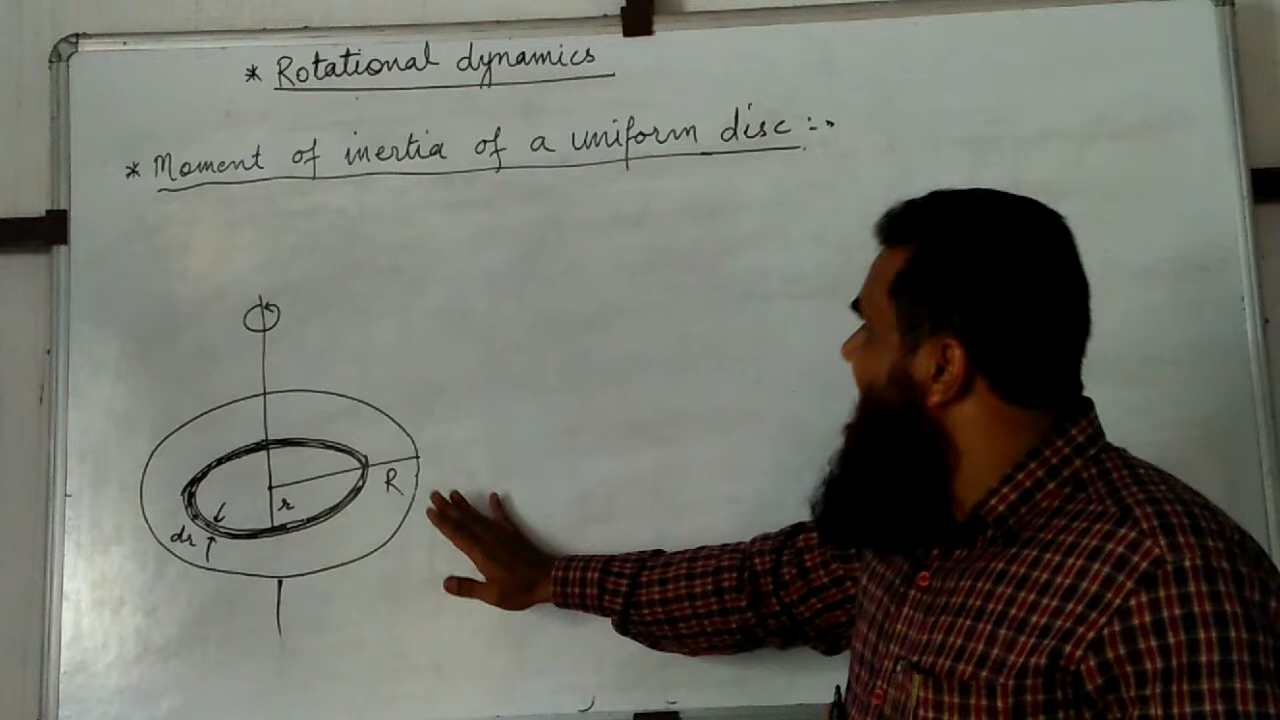 * Rotational dynamics
* Moment of inertia of a uniform disc :-
R
r
dr